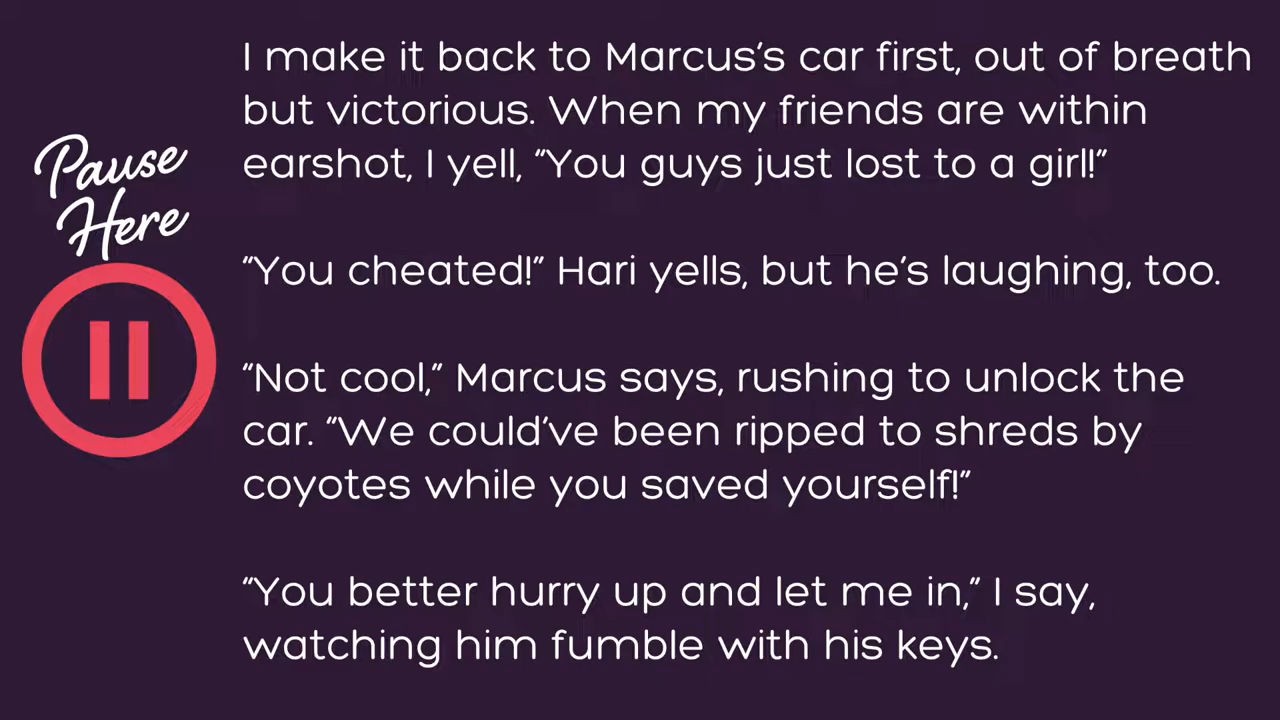 Pause
Here
I make it back to Marcus’s car first, out of breath
but victorious. When my friends are within
earshot, I yell, “You guys just lost to a girl!”
“You cheated!” Hari yells, but he’s laughing, too.
“Not cool,” Marcus says, rushing to unlock the
car. “We could’ve been ripped to shreds by
coyotes while you saved yourself!”
“You better hurry up and let me in,” I say,
watching him fumble with his keys.